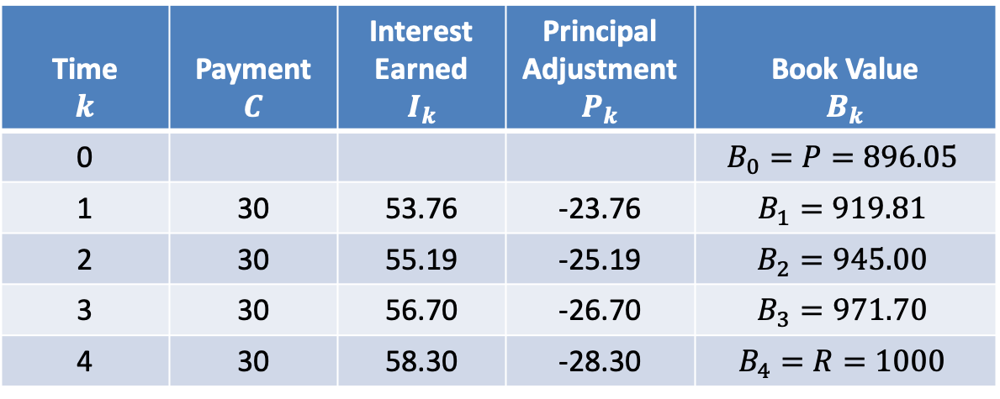 Time k Payment C Interest Earned I_k Principal Adjustment P_k Book Value B_k
0 B_0 = P = 896.05
1 30 53.76 -23.76 B_1 = 919.81
2 30 55.19 -25.19 B_2 = 945.00
3 30 56.70 -26.70 B_3 = 971.70
4 30 58.30 -28.30 B_4 = R = 1000